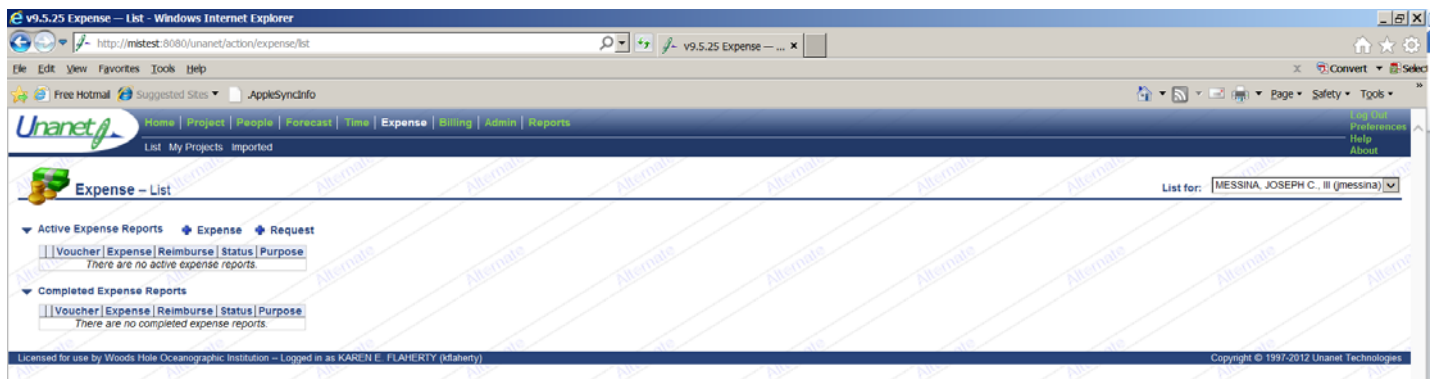 v9.5.25 Expense — List - Windows Internet Explorer
http://mistest:8080/unanet/action/expense/list
v9.5.25 Expense — ...
File Edit View Favorites Tools Help
Convert Select
Free Hotmail Suggested Sites .AppleSyncInfo
Page Safety Tools
Unanet
Home | Project | People | Forecast | Time | Expense | Billing | Admin | Reports
Log Out
Preferences
Help
About
List My Projects Imported
Expense – List
List for: MESSINA, JOSEPH C., III (jmessina)
Active Expense Reports Expense Request
Voucher Expense Reimburse Status Purpose
There are no active expense reports.
Completed Expense Reports
Voucher Expense Reimburse Status Purpose
There are no completed expense reports.
Licensed for use by Woods Hole Oceanographic Institution – Logged in as KAREN E. FLAHERTY (kflaherty)
Copyright © 1997-2012 Unanet Technologies
Alternate